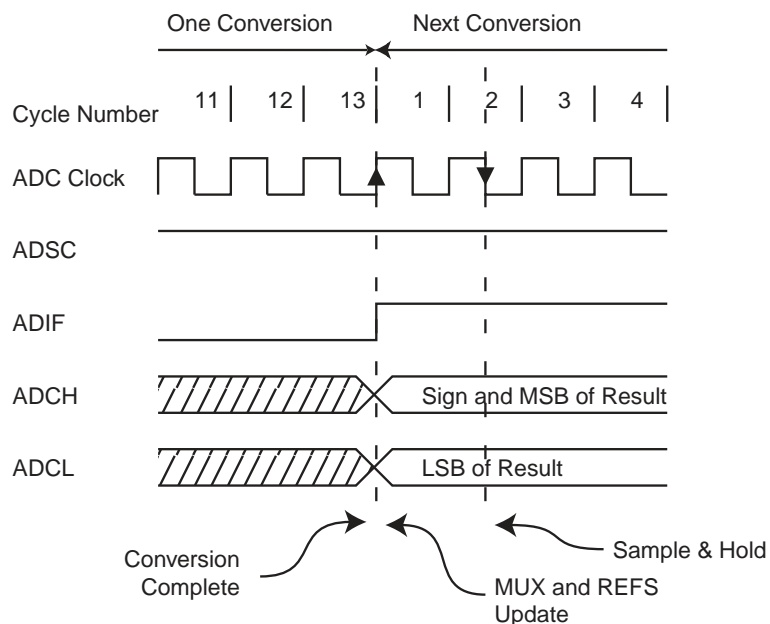 One Conversion Next Conversion
Cycle Number 11 12 13 1 2 3 4
ADC Clock
ADSC
ADIF
ADCH Sign and MSB of Result
ADCL LSB of Result
Conversion
Complete
MUX and REFS
Update
Sample & Hold